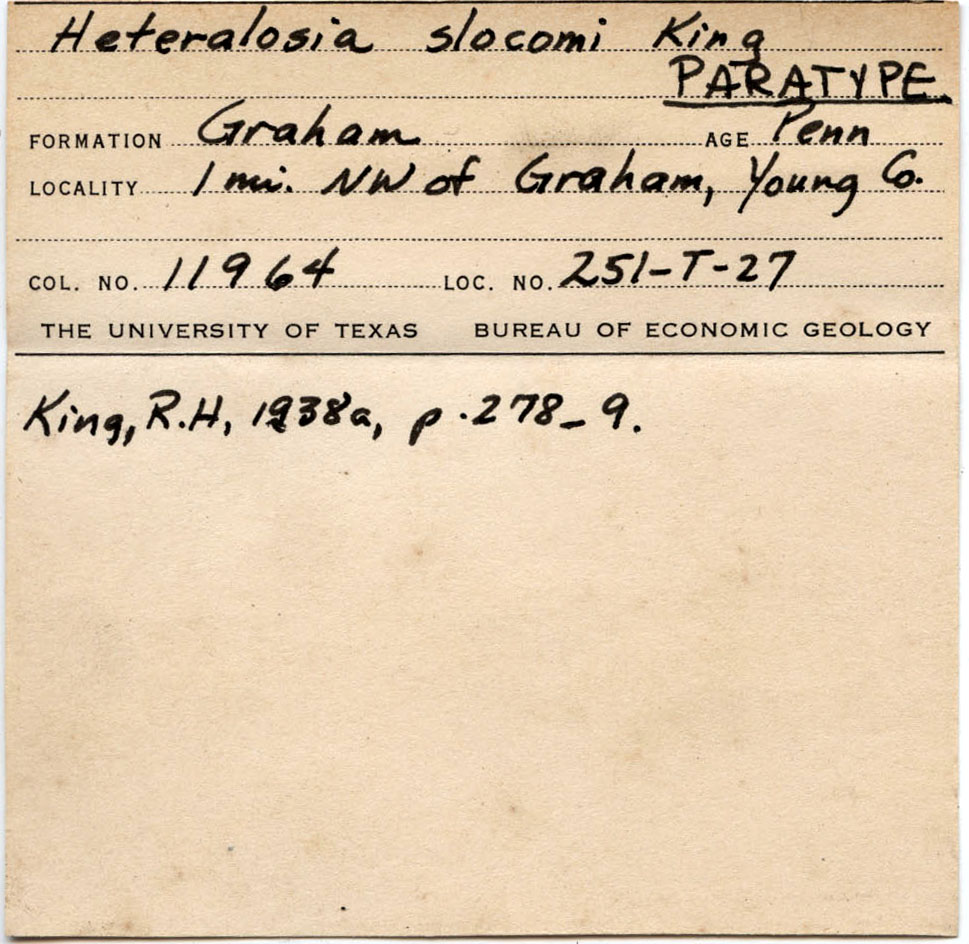 Heteralosia slocomi King
PARATYPE
FORMATION Graham AGE Penn
LOCALITY 1 mi. NW of Graham, Young Co.
COL. NO. 11964 LOC. NO. 251-T-27
THE UNIVERSITY OF TEXAS BUREAU OF ECONOMIC GEOLOGY
King, R.H, 1938a, p.278-9.